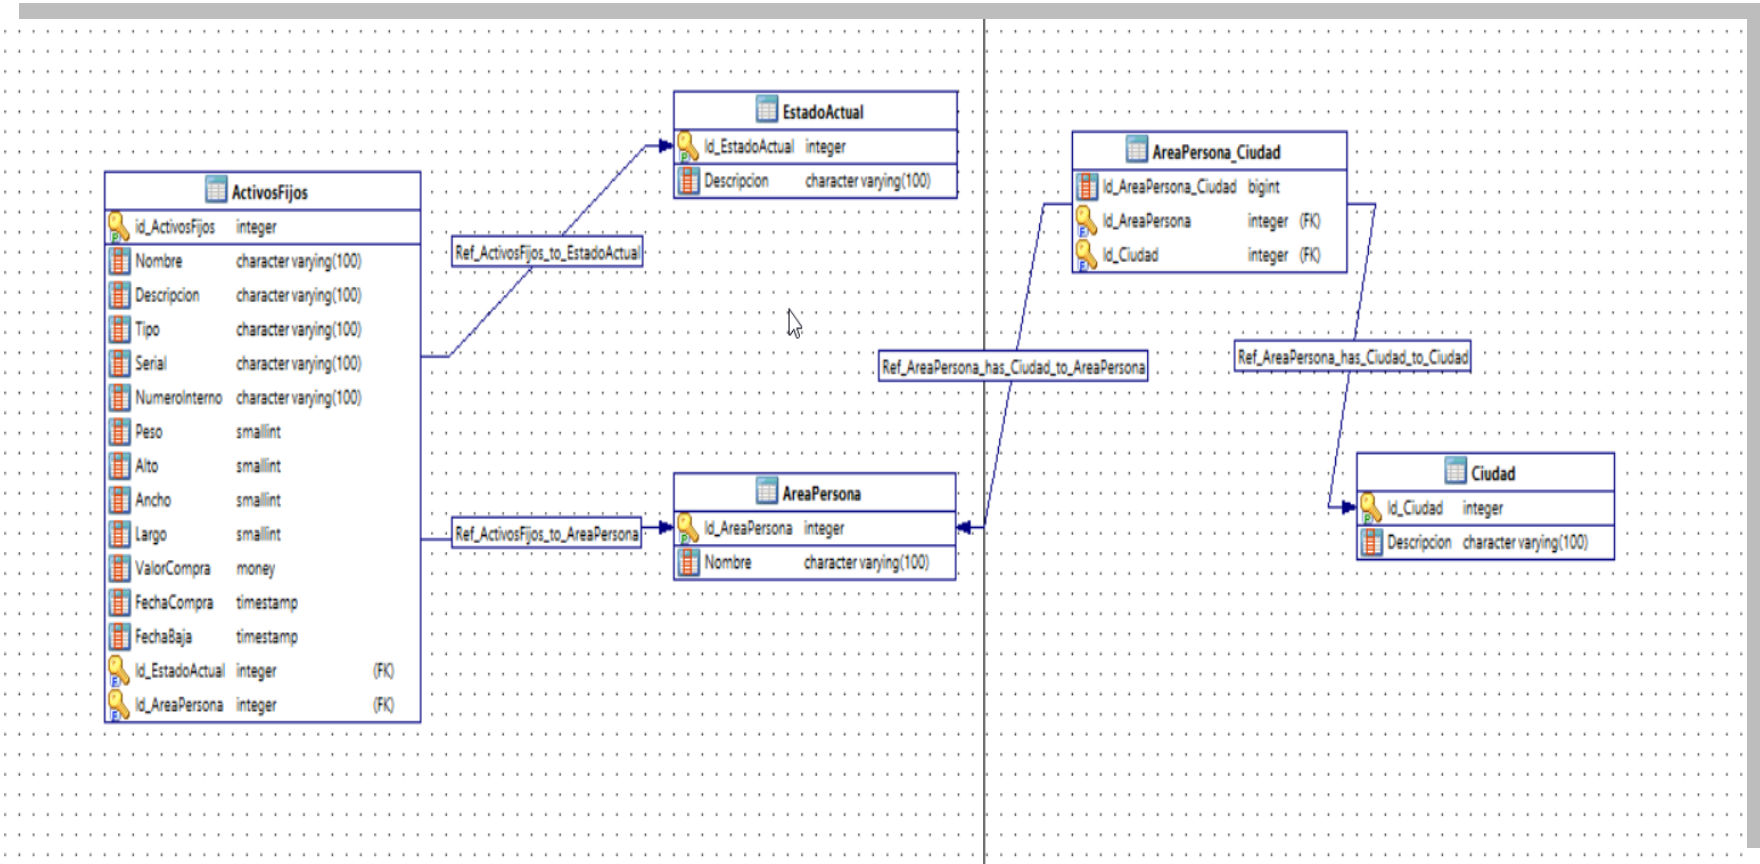 ActivosFijos
id_ActivosFijos integer
Nombre character varying(100)
Descripcion character varying(100)
Tipo character varying(100)
Serial character varying(100)
NumeroInterno character varying(100)
Peso smallint
Alto smallint
Ancho smallint
Largo smallint
ValorCompra money
FechaCompra timestamp
FechaBaja timestamp
Id_EstadoActual integer (FK)
Id_AreaPersona integer (FK)
Ref_ActivosFijos_to_EstadoActual
Ref_ActivosFijos_to_AreaPersona
EstadoActual
Id_EstadoActual integer
Descripcion character varying(100)
AreaPersona
Id_AreaPersona integer
Nombre character varying(100)
Ref_AreaPersona_has_Ciudad_to_AreaPersona
AreaPersona_Ciudad
Id_AreaPersona_Ciudad bigint
Id_AreaPersona integer (FK)
Id_Ciudad integer (FK)
Ref_AreaPersona_has_Ciudad_to_Ciudad
Ciudad
Id_Ciudad integer
Descripcion character varying(100)